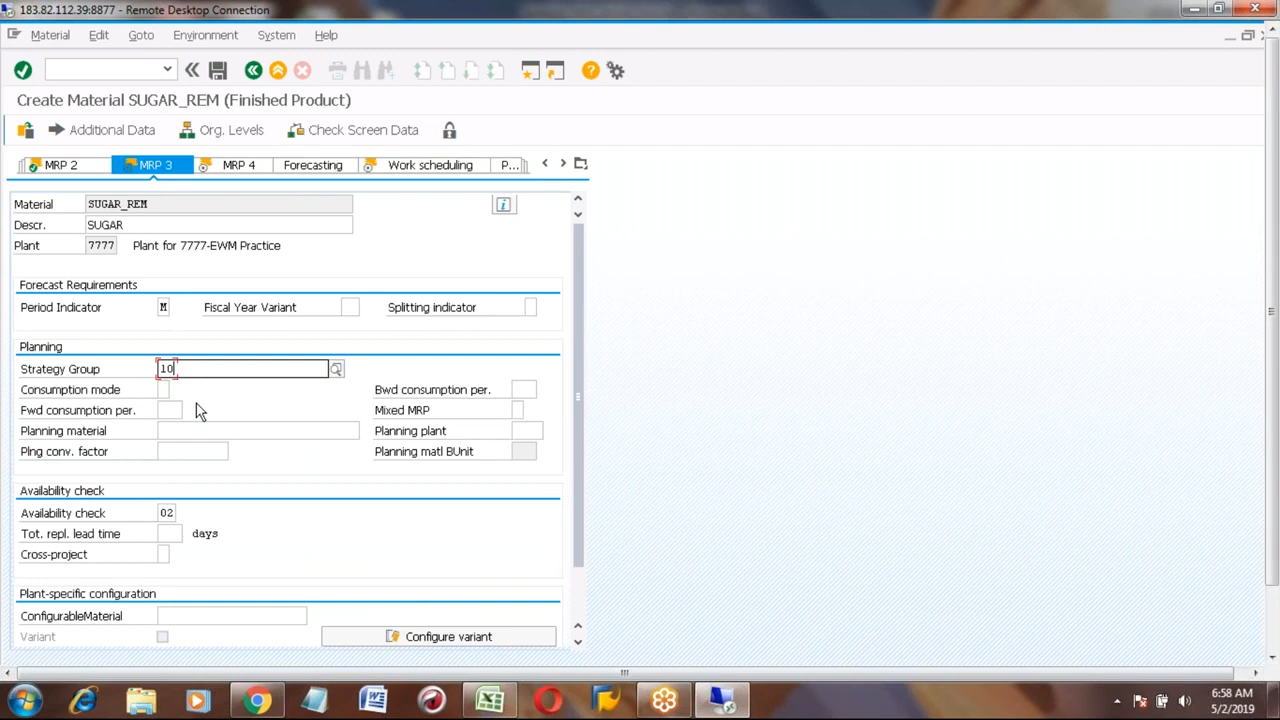 183.82.112.39:8877 - Remote Desktop Connection
Material Edit Goto Environment System Help
Create Material SUGAR_REM (Finished Product)
Additional Data Org. Levels Check Screen Data
MRP 2 MRP 3 MRP 4 Forecasting Work scheduling P...
Material SUGAR_REM
Descr. SUGAR
Plant 7777 Plant for 7777-EWM Practice
Forecast Requirements
Period Indicator M Fiscal Year Variant Splitting indicator
Planning
Strategy Group 10
Consumption mode Bwd consumption per.
Fwd consumption per. Mixed MRP
Planning material Planning plant
Plng conv. factor Planning matl BUnit
Availability check
Availability check 02
Tot. repl. lead time days
Cross-project
Plant-specific configuration
ConfigurableMaterial
Variant Configure variant
6:58 AM
5/2/2019